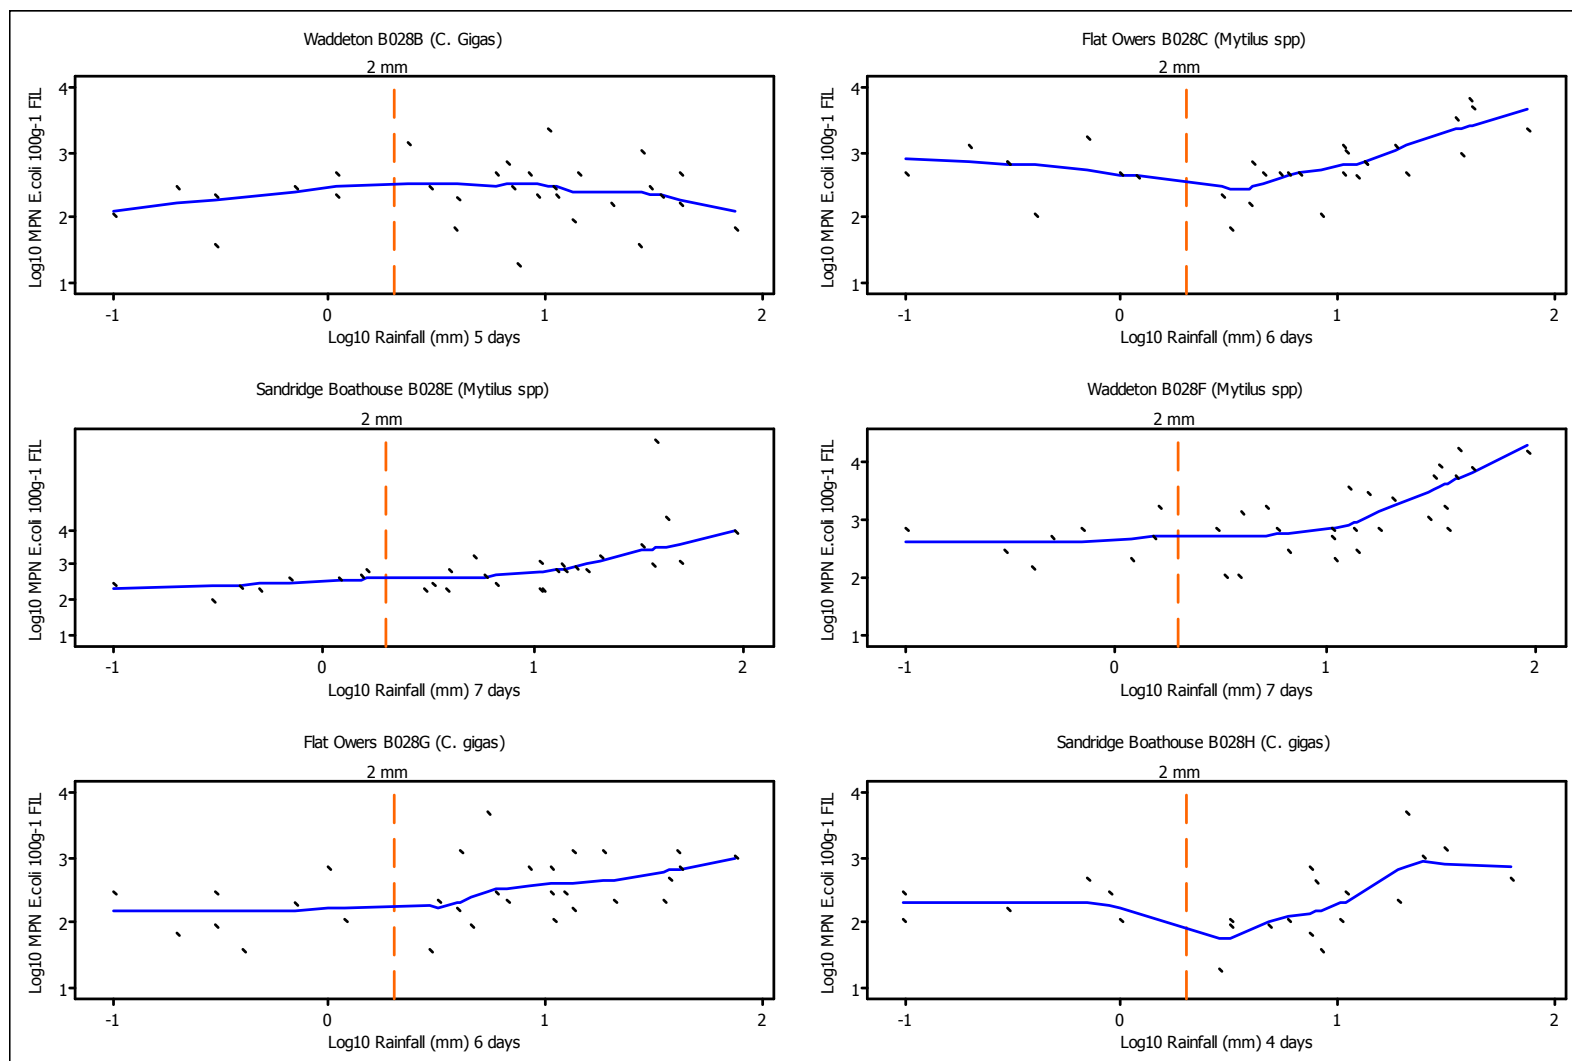 Waddeton B028B (C. Gigas)
2 mm
Log10 MPN E.coli 100g-1 FIL
4
3
2
1
-1 0 1 2
Log10 Rainfall (mm) 5 days
Flat Owers B028C (Mytilus spp)
2 mm
Log10 MPN E.coli 100g-1 FIL
4
3
2
1
-1 0 1 2
Log10 Rainfall (mm) 6 days
Sandridge Boathouse B028E (Mytilus spp)
2 mm
Log10 MPN E.coli 100g-1 FIL
4
3
2
1
-1 0 1 2
Log10 Rainfall (mm) 7 days
Waddeton B028F (Mytilus spp)
2 mm
Log10 MPN E.coli 100g-1 FIL
4
3
2
1
-1 0 1 2
Log10 Rainfall (mm) 7 days
Flat Owers B028G (C. gigas)
2 mm
Log10 MPN E.coli 100g-1 FIL
4
3
2
1
-1 0 1 2
Log10 Rainfall (mm) 6 days
Sandridge Boathouse B028H (C. gigas)
2 mm
Log10 MPN E.coli 100g-1 FIL
4
3
2
1
-1 0 1 2
Log10 Rainfall (mm) 4 days